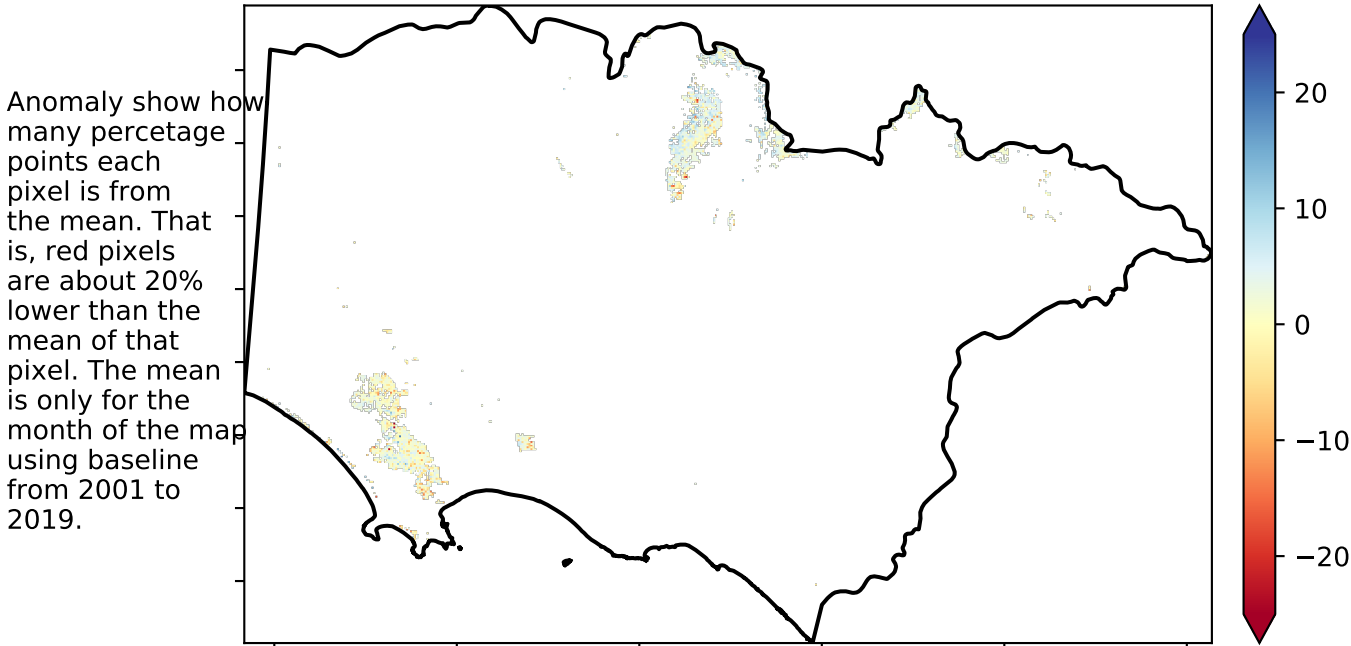 Anomaly show how
many percetage
points each
pixel is from
the mean. That
is, red pixels
are about 20%
lower than the
mean of that
pixel. The mean
is only for the
month of the map
using baseline
from 2001 to
2019.
20
10
0
−10
−20